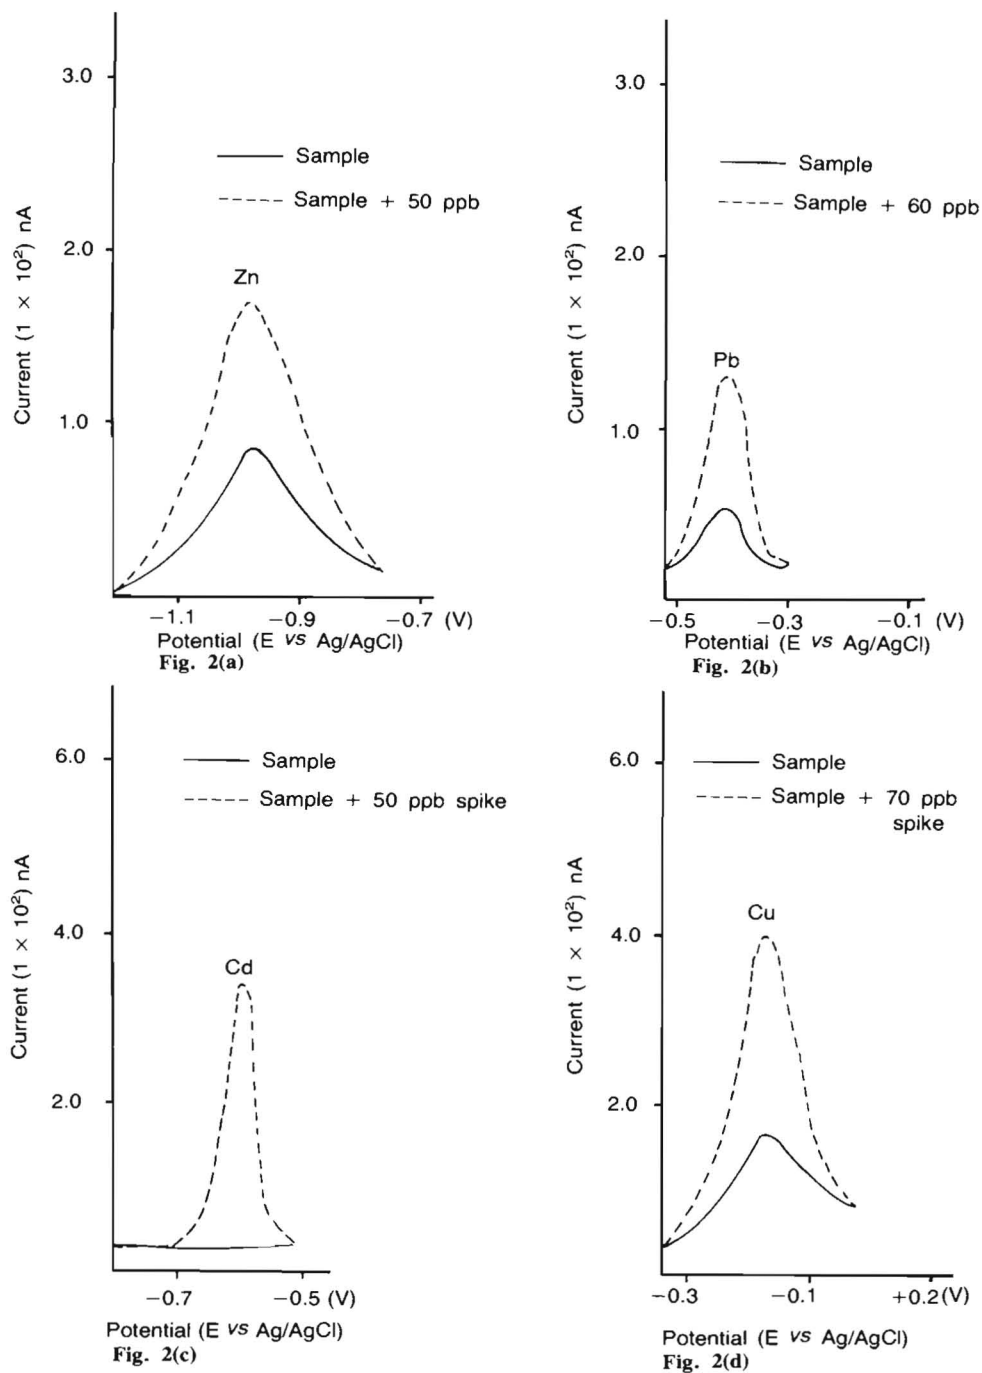 3.0
2.0
1.0
Current (1 × 10²) nA
Sample
Sample + 50 ppb
Zn
−1.1 −0.9 −0.7 (V)
Potential (E vs Ag/AgCl)
Fig. 2(a)
3.0
2.0
1.0
Current (1 × 10²) nA
Sample
Sample + 60 ppb
Pb
−0.5 −0.3 −0.1 (V)
Potential (E vs Ag/AgCl)
Fig. 2(b)
6.0
4.0
2.0
Current (1 × 10²) nA
Sample
Sample + 50 ppb spike
Cd
−0.7 −0.5 (V)
Potential (E vs Ag/AgCl)
Fig. 2(c)
6.0
4.0
2.0
Current (1 × 10²) nA
Sample
Sample + 70 ppb
spike
Cu
−0.3 −0.1 +0.2 (V)
Potential (E vs Ag/AgCl)
Fig. 2(d)